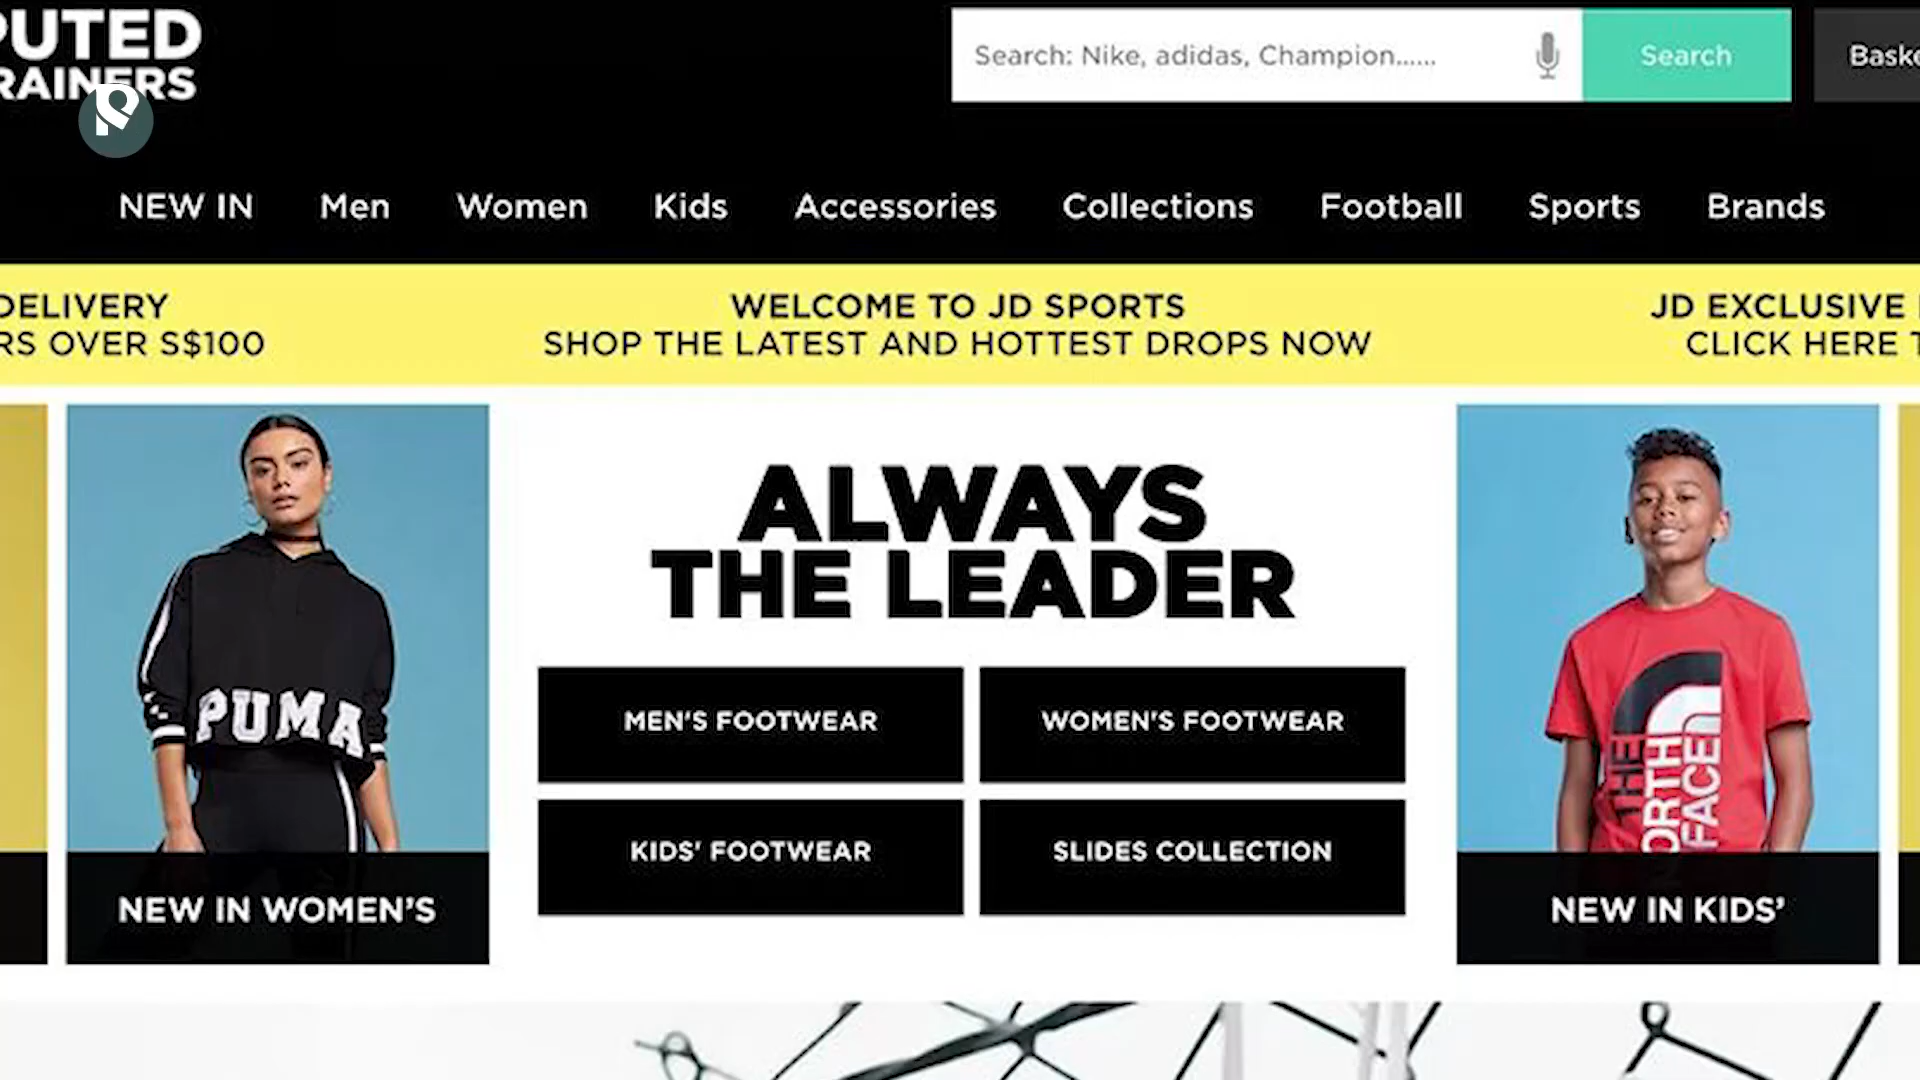 PUTED
RAINERS
Search: Nike, adidas, Champion......
Search
NEW IN
Men
Women
Kids
Accessories
Collections
Football
Sports
Brands
DELIVERY
RS OVER S$100
WELCOME TO JD SPORTS
SHOP THE LATEST AND HOTTEST DROPS NOW
JD EXCLUSIVE
CLICK HERE
ALWAYS
THE LEADER
PUMA
THE
NORTH
FACE
MEN'S FOOTWEAR
WOMEN'S FOOTWEAR
KIDS' FOOTWEAR
SLIDES COLLECTION
NEW IN WOMEN'S
NEW IN KIDS'